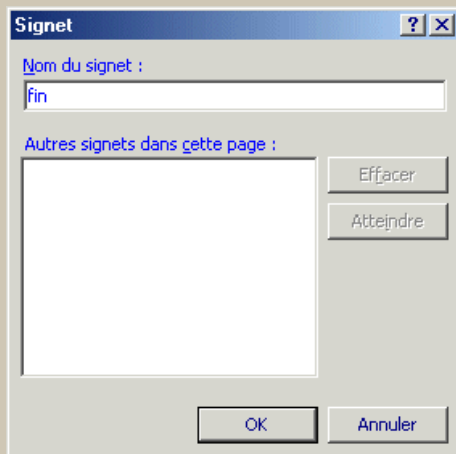 Signet
Nom du signet :
fin
Autres signets dans cette page :
Effacer
Atteindre
OK
Annuler